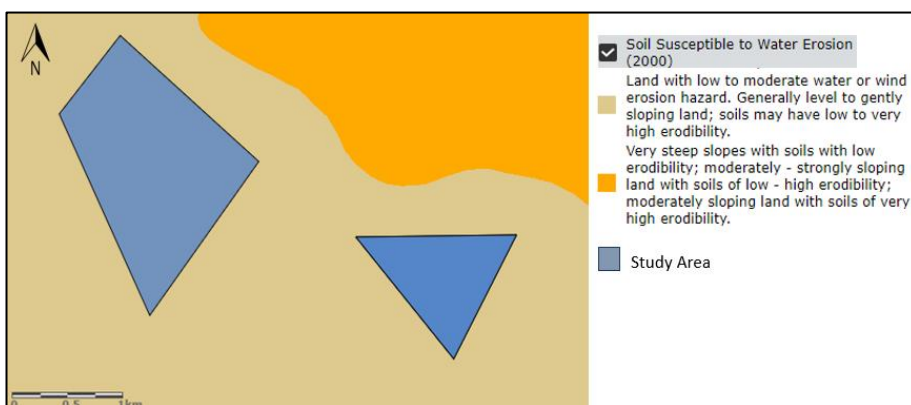 N
Soil Susceptible to Water Erosion
(2000)
Land with low to moderate water or wind
erosion hazard. Generally level to gently
sloping land; soils may have low to very
high erodibility.
Very steep slopes with soils with low
erodibility; moderately - strongly sloping
land with soils of low - high erodibility;
moderately sloping land with soils of very
high erodibility.
Study Area
0 0.5 1km